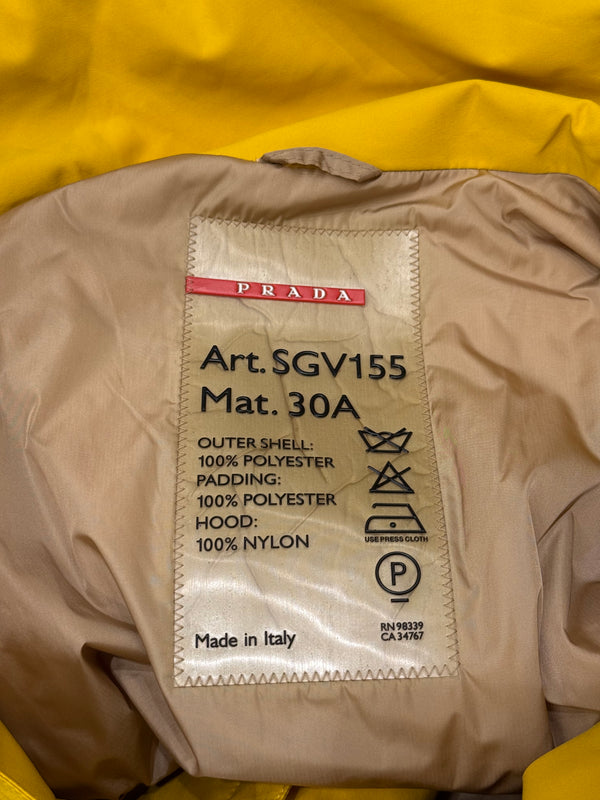 PRADA
Art. SGV155
Mat. 30A
OUTER SHELL:
100% POLYESTER
PADDING:
100% POLYESTER
HOOD:
100% NYLON
USE PRESS CLOTH
P
Made in Italy
RN 98339
CA 34767